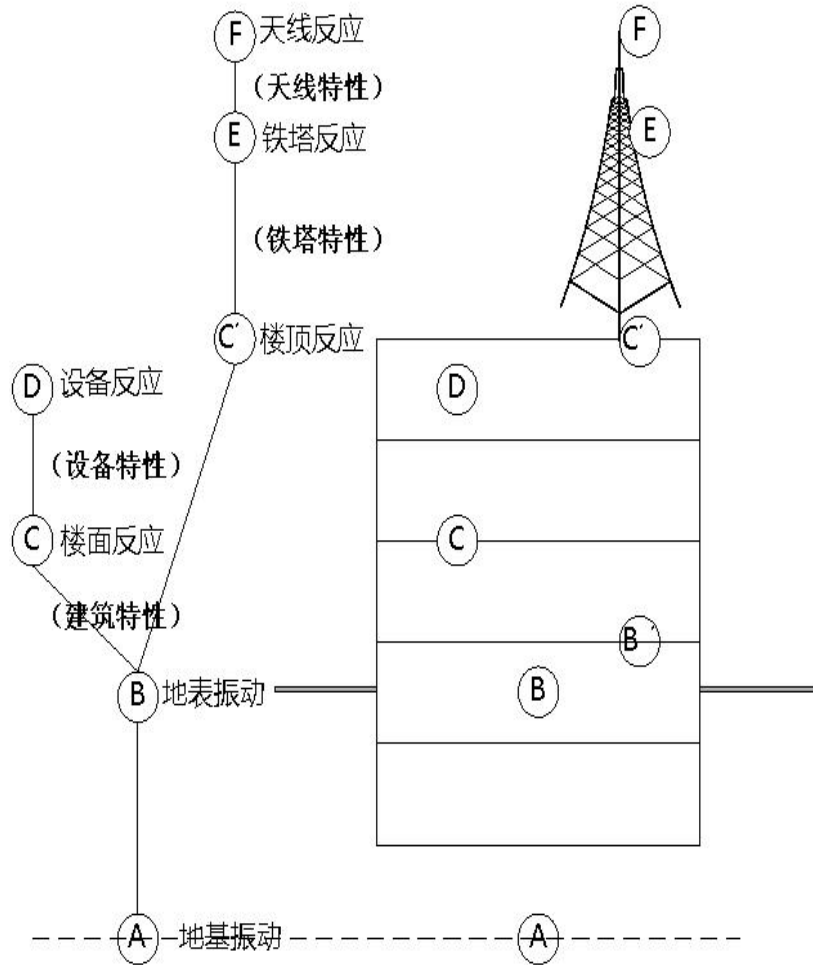 F 天线反应
（天线特性）
E 铁塔反应
（铁塔特性）
C´ 楼顶反应
D 设备反应
（设备特性）
C 楼面反应
（建筑特性）
B 地表振动
A 地基振动
F
E
C´
D
C
B´
B
A